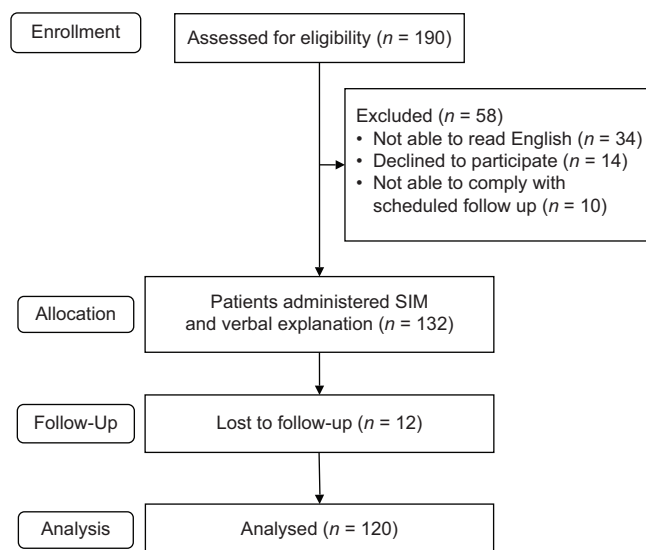 Enrollment
Assessed for eligibility (n = 190)
Excluded (n = 58)
• Not able to read English (n = 34)
• Declined to participate (n = 14)
• Not able to comply with
scheduled follow up (n = 10)
Allocation
Patients administered SIM
and verbal explanation (n = 132)
Follow-Up
Lost to follow-up (n = 12)
Analysis
Analysed (n = 120)